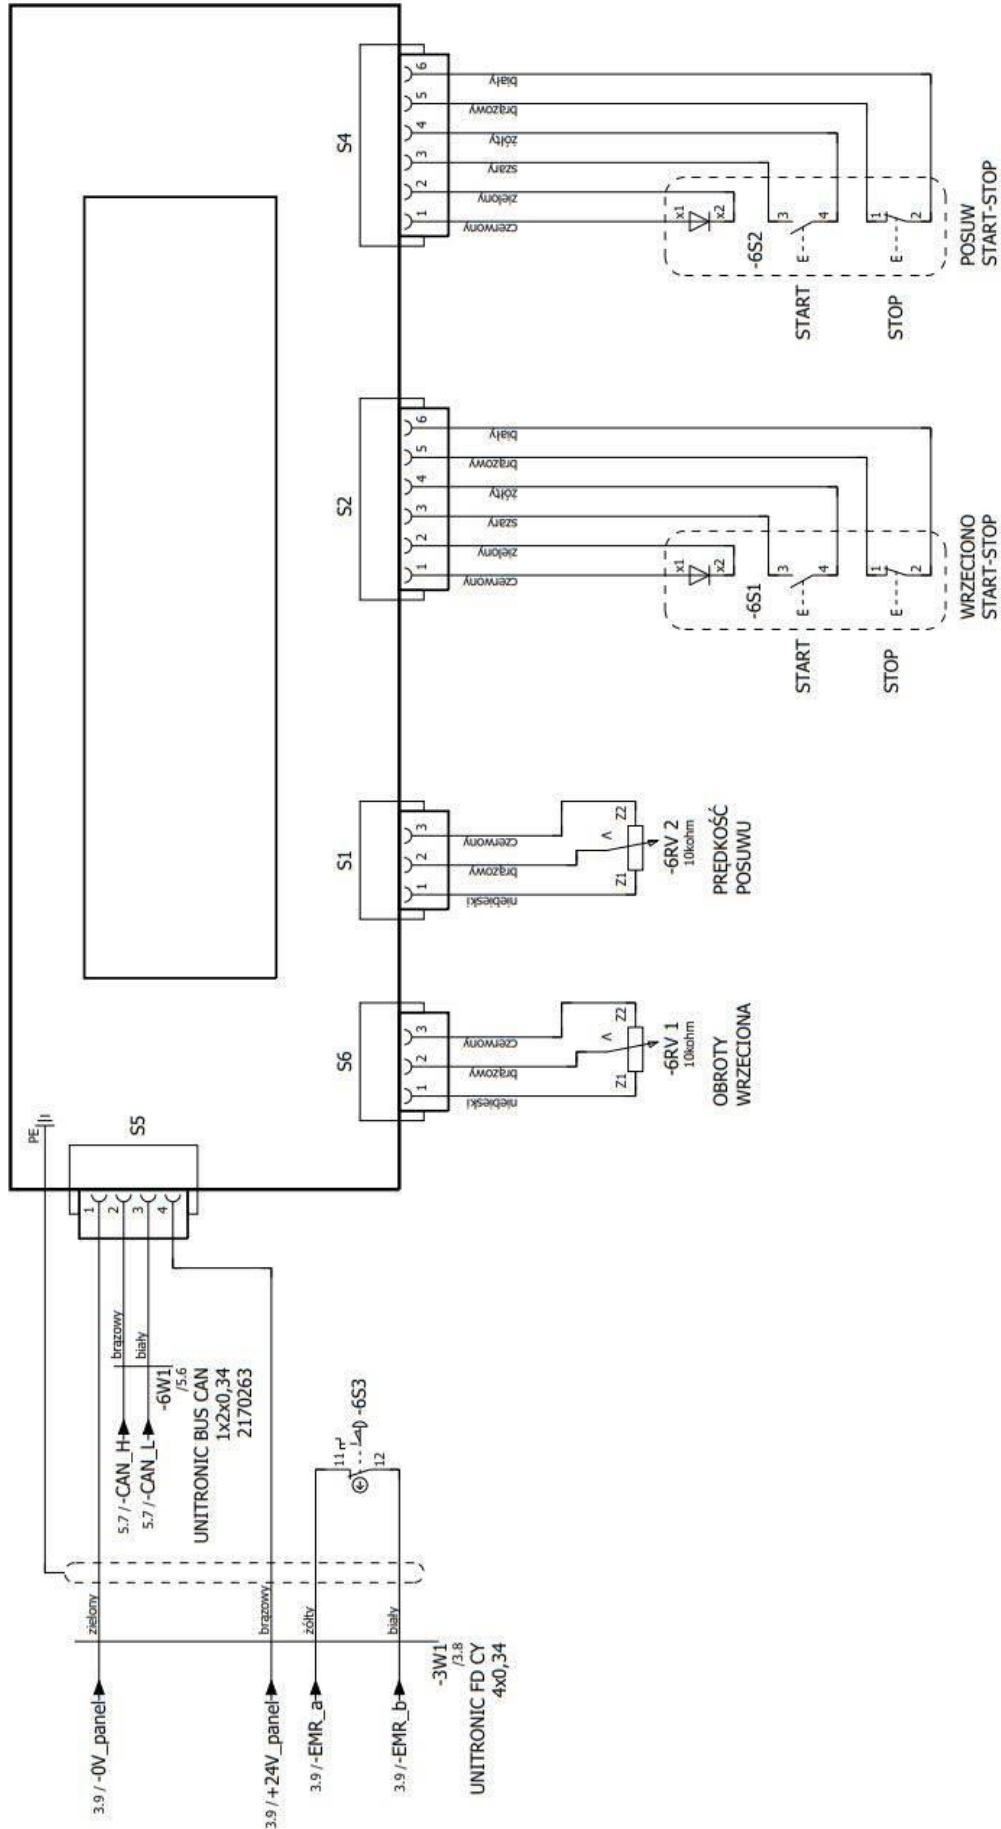 PE
S5
1
2
3
4
3.9 / -0V_panel
zielony
5.7 / -CAN_H
brązowy
5.7 / -CAN_L
biały
-6W1
/5.6
UNITRONIC BUS CAN
1x2x0,34
2170263
3.9 / +24V_panel
brązowy
3.9 / -EMR_a
żółty
3.9 / -EMR_b
biały
11
12
-6S3
-3W1
/3.8
UNITRONIC FD CY
4x0,34
S6
1
2
3
niebieski
brązowy
czerwony
Z1
Z2
-6RV 1
10kohm
OBROTY
WRZECIONA
S1
1
2
3
niebieski
brązowy
czerwony
Z1
Z2
-6RV 2
10kohm
PRĘDKOŚĆ
POSUWU
S2
1
2
3
4
5
6
czerwony
zielony
szary
żółty
brązowy
biały
x1
x2
-6S1
3
4
E
START
1
2
E
STOP
WRZECIONO
START-STOP
S4
1
2
3
4
5
6
czerwony
zielony
szary
żółty
brązowy
biały
x1
x2
-6S2
3
4
E
START
1
2
E
STOP
POSUW
START-STOP